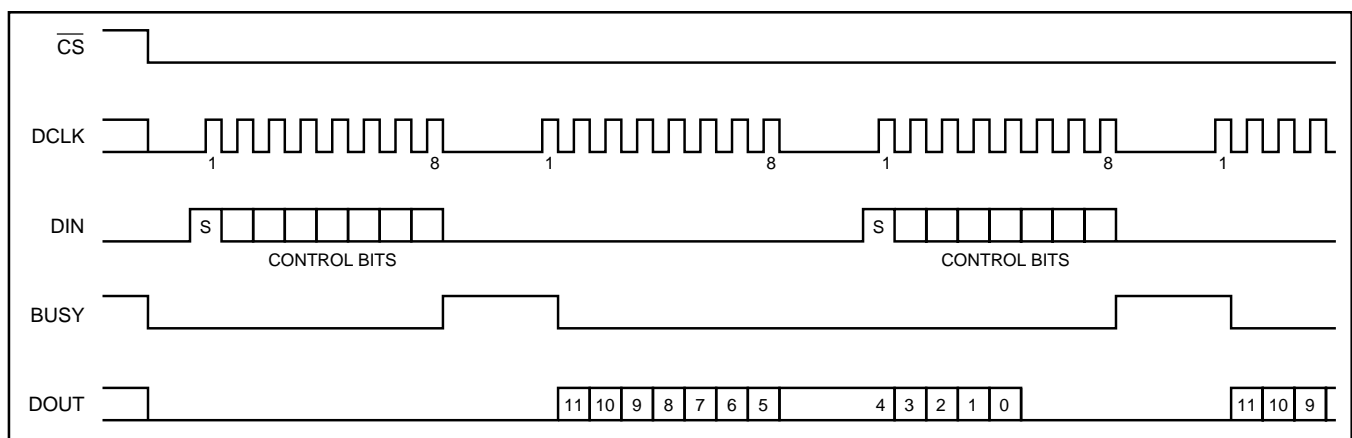 CS
DCLK
1 8 1 8 1 8 1
DIN
S S
CONTROL BITS CONTROL BITS
BUSY
DOUT
11 10 9 8 7 6 5 4 3 2 1 0 11 10 9